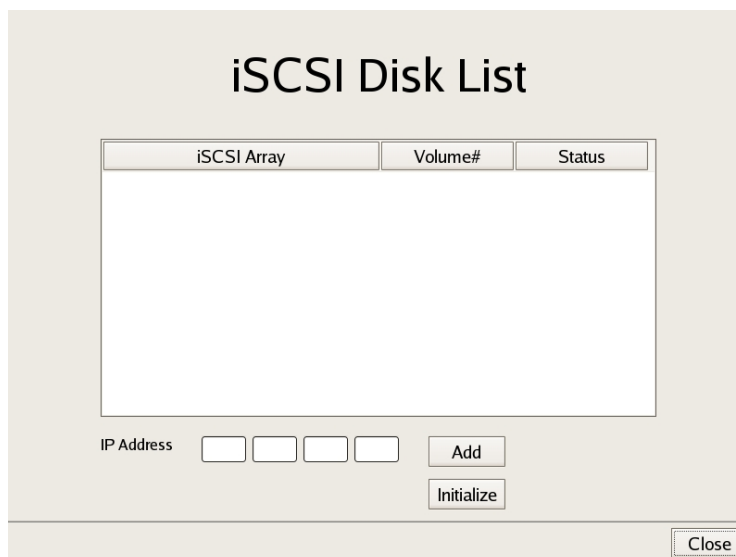 iSCSI Disk List
iSCSI Array Volume# Status
IP Address Add
Initialize
Close